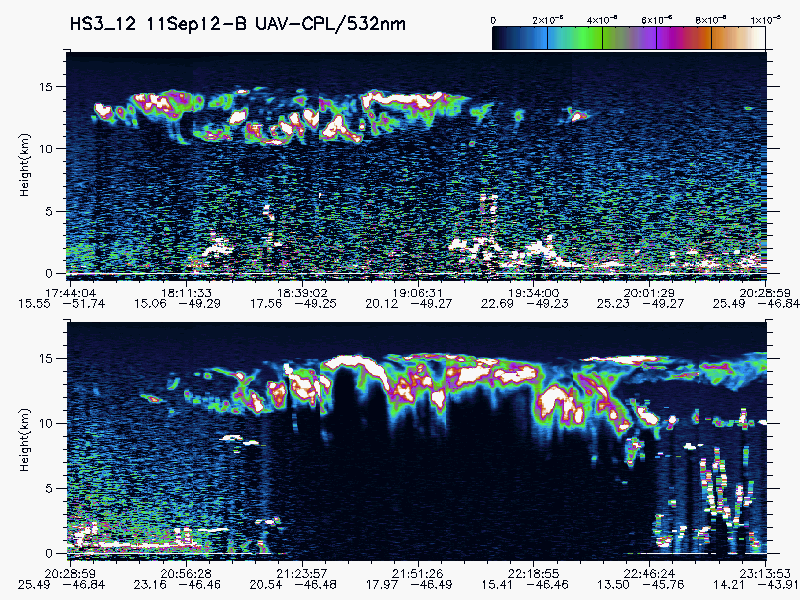 HS3_12 11Sep12-B UAV-CPL/532nm
0 2×10⁻⁶ 4×10⁻⁶ 6×10⁻⁶ 8×10⁻⁶ 1×10⁻⁵
Height(km)
15
10
5
0
17:44:04 18:11:33 18:39:02 19:06:31 19:34:00 20:01:29 20:28:59
15.55 -51.74 15.06 -49.29 17.56 -49.25 20.12 -49.27 22.69 -49.23 25.23 -49.27 25.49 -46.84
Height(km)
15
10
5
0
20:28:59 20:56:28 21:23:57 21:51:26 22:18:55 22:46:24 23:13:53
25.49 -46.84 23.16 -46.46 20.54 -46.48 17.97 -46.49 15.41 -46.46 13.50 -45.76 14.21 -43.91